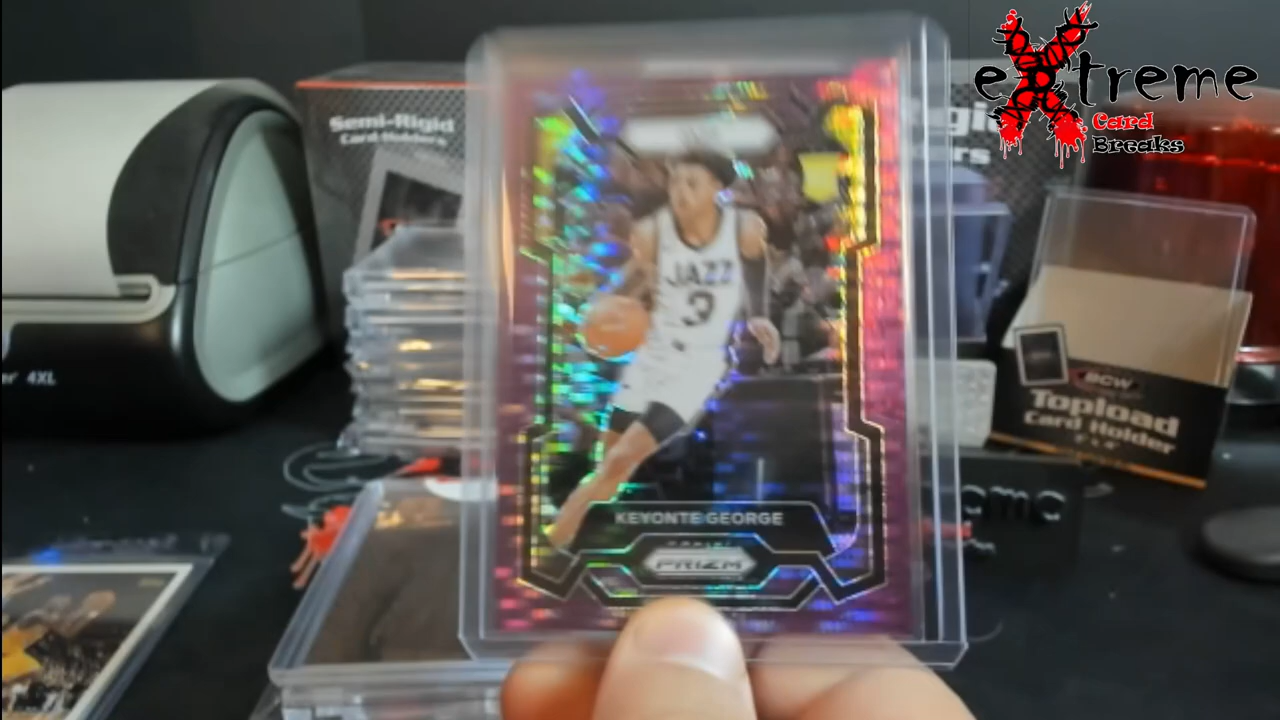 eXtreme
Card
Breaks
Semi-Rigid
Card Holders
JAZZ
3
KEYONTE GEORGE
PRIZM
4XL
BCW
Topload
Card Holder